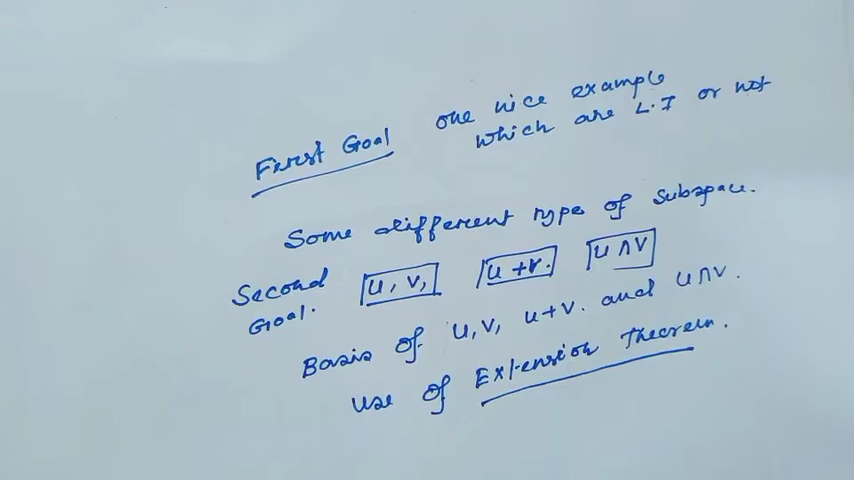 First Goal one nice example
which are L.I or not
Some different type of Subspace.
Second Goal. U, V, U+V. U∩V
Basis of U, V, U+V. and U∩V.
Use of Extension Theorem.